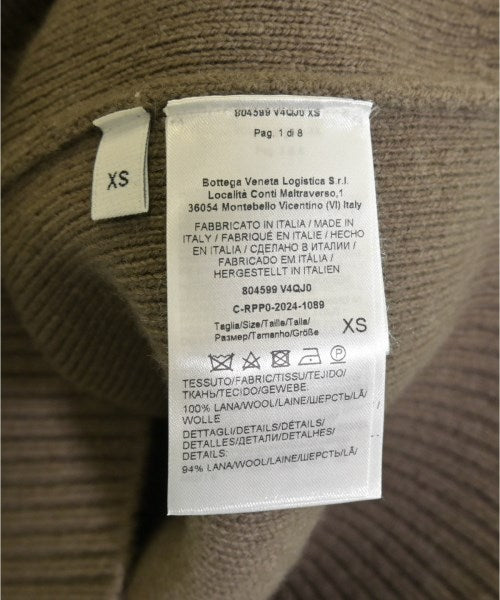 XS
804599 V4QJ0 XS
Pag. 1 di 8
Bottega Veneta Logistica S.r.l.
Località Conti Maltraverso,1
36054 Montebello Vicentino (VI) Italy
FABBRICATO IN ITALIA / MADE IN
ITALY / FABRIQUÉ EN ITALIE / HECHO
EN ITALIA / СДЕЛАНО В ИТАЛИИ /
FABRICADO EM ITÀLIA /
HERGESTELLT IN ITALIEN
804599 V4QJ0
C-RPP0-2024-1089
Taglia/Size/Taille/Talla/
Размер/Tamanho/Größe
XS
TESSUTO/FABRIC/TISSU/TEJIDO/
ТКАНЬ/TECIDO/GEWEBE
100% LANA/WOOL/LAINE/ШЕРСТЬ/LÃ/
WOLLE
DETTAGLI/DETAILS/DÉTAILS/
DETALLES/ДЕТАЛИ/DETALHES/
DETAILS:
94% LANA/WOOL/LAINE/ШЕРСТЬ/LÃ/